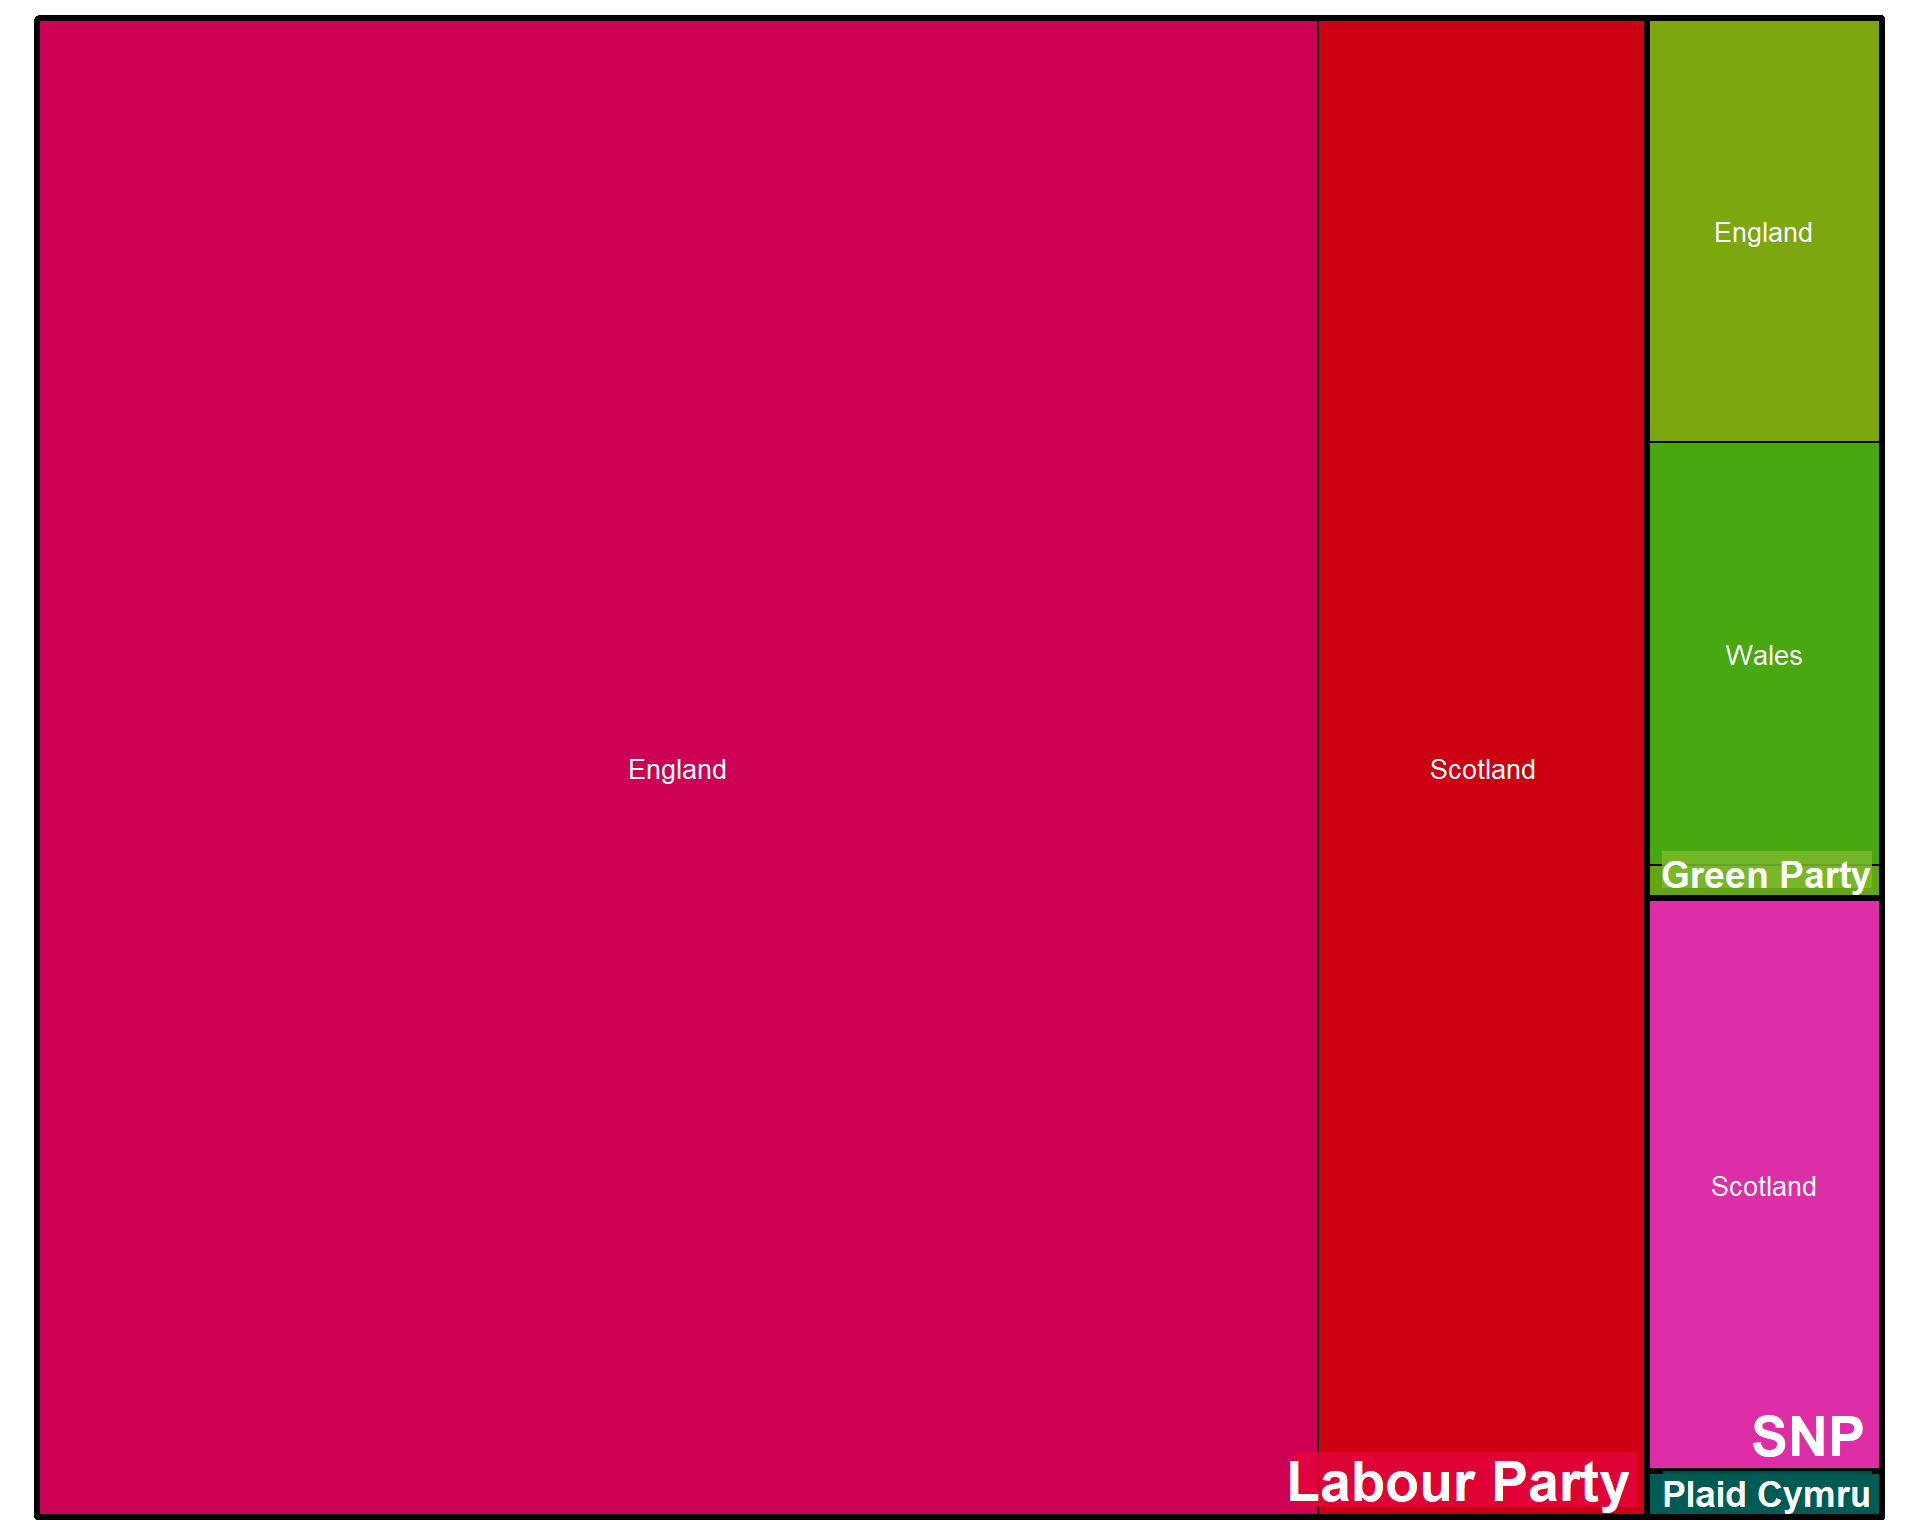 England
Scotland
Labour Party
England
Wales
Green Party
Scotland
SNP
Plaid Cymru